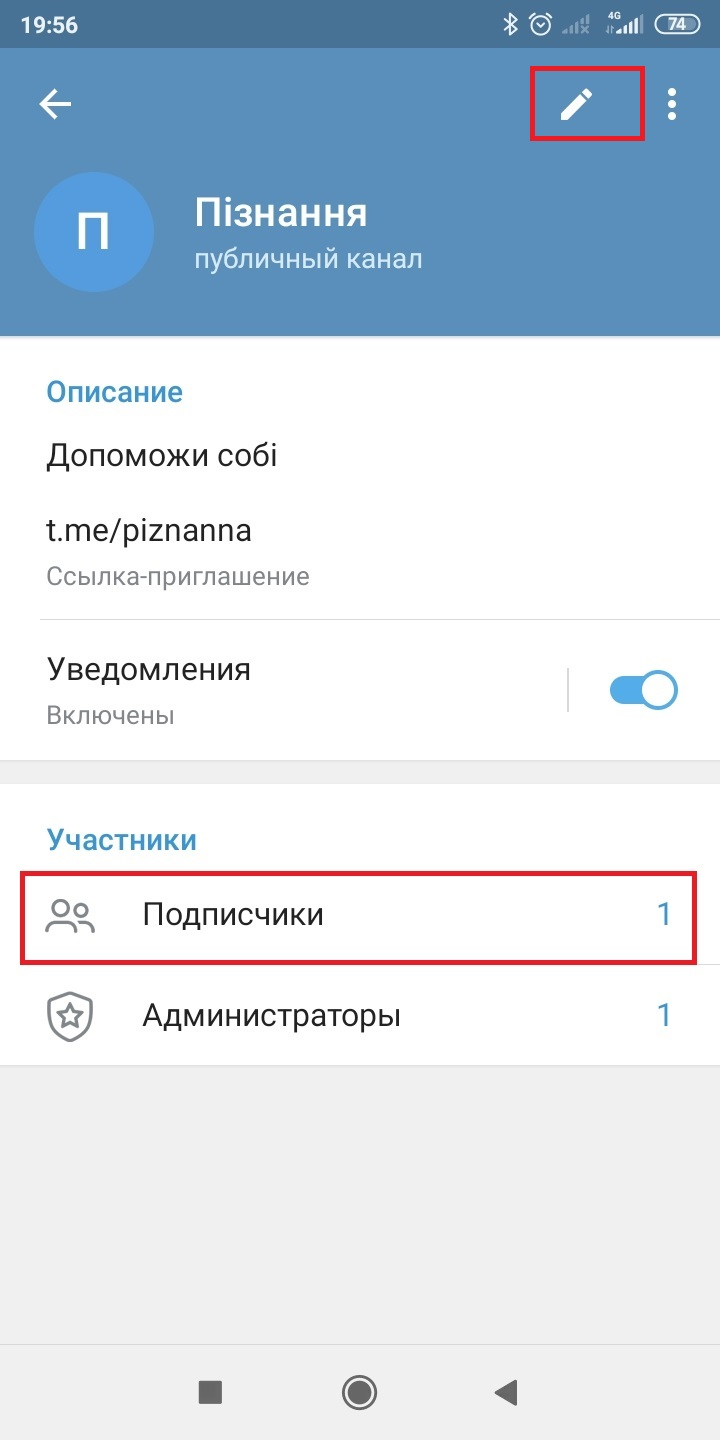 19:56
4G
74
П
Пізнання
публичный канал
Описание
Допоможи собі
t.me/piznanna
Ссылка-приглашение
Уведомления
Включены
Участники
Подписчики 1
Администраторы 1